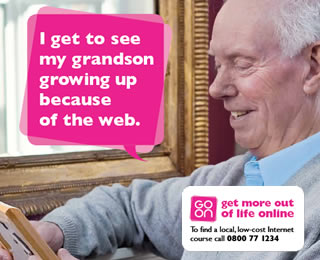 I get to see
my grandson
growing up
because
of the web.
GO
ON
get more out
of life online
To find a local, low-cost Internet
course call 0800 77 1234